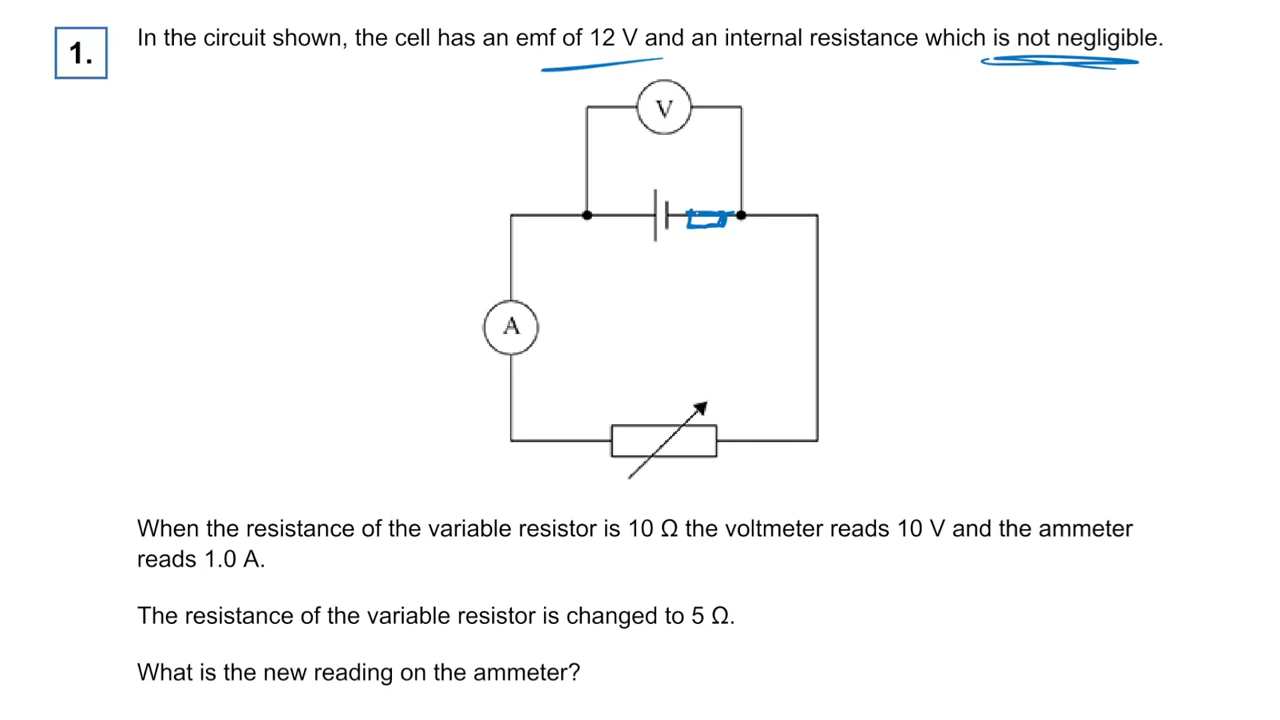 1.
In the circuit shown, the cell has an emf of 12 V and an internal resistance which is not negligible.
V
A
When the resistance of the variable resistor is 10 Ω the voltmeter reads 10 V and the ammeter
reads 1.0 A.
The resistance of the variable resistor is changed to 5 Ω.
What is the new reading on the ammeter?